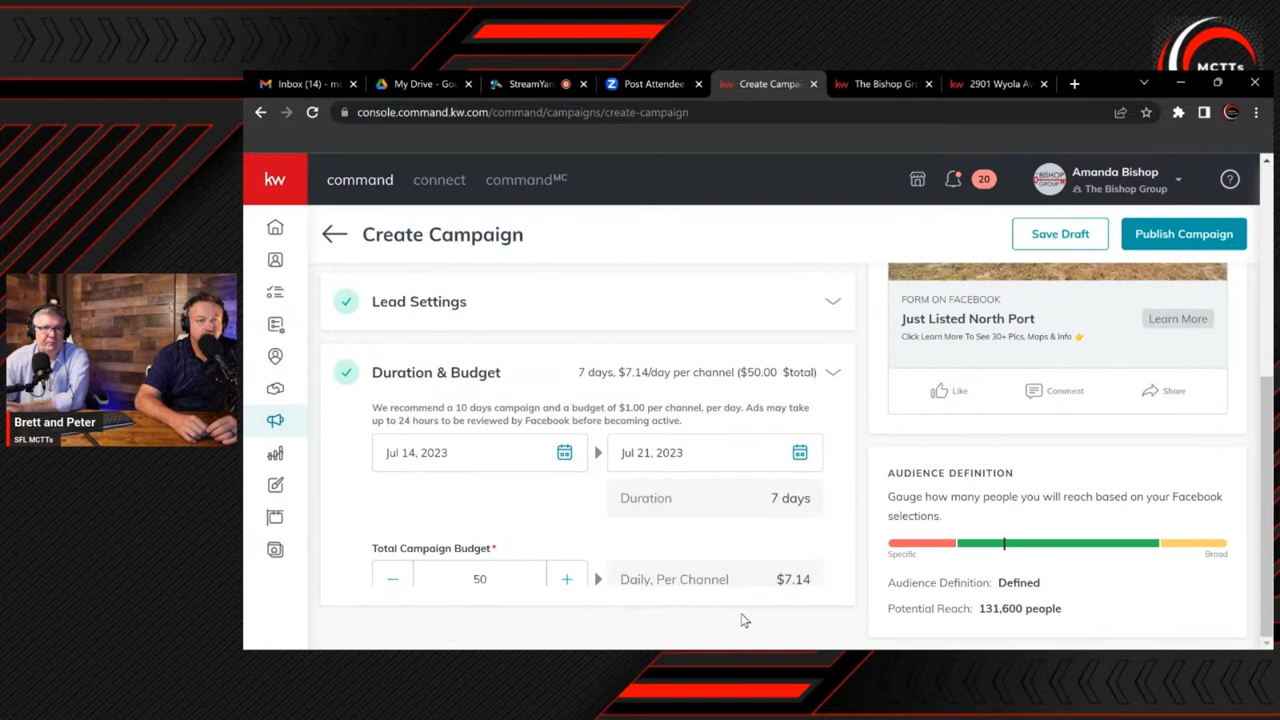 MCTTs
Inbox (14) - m
My Drive - Goo
StreamYar
Post Attendee
Create Campai
The Bishop Gr
2901 Wyola Av
console.command.kw.com/command/campaigns/create-campaign
kw
command
connect
commandMC
20
Amanda Bishop
The Bishop Group
Create Campaign
Save Draft
Publish Campaign
Lead Settings
Duration & Budget
7 days, $7.14/day per channel ($50.00 $total)
We recommend a 10 days campaign and a budget of $1.00 per channel, per day. Ads may take
up to 24 hours to be reviewed by Facebook before becoming active.
Jul 14, 2023
Jul 21, 2023
Duration
7 days
Total Campaign Budget*
50
Daily, Per Channel
$7.14
FORM ON FACEBOOK
Just Listed North Port
Learn More
Click Learn More To See 30+ Pics, Maps & Info 👉
Like
Comment
Share
AUDIENCE DEFINITION
Gauge how many people you will reach based on your Facebook
selections.
Specific
Broad
Audience Definition: Defined
Potential Reach: 131,600 people
Brett and Peter
SFL MCTTs